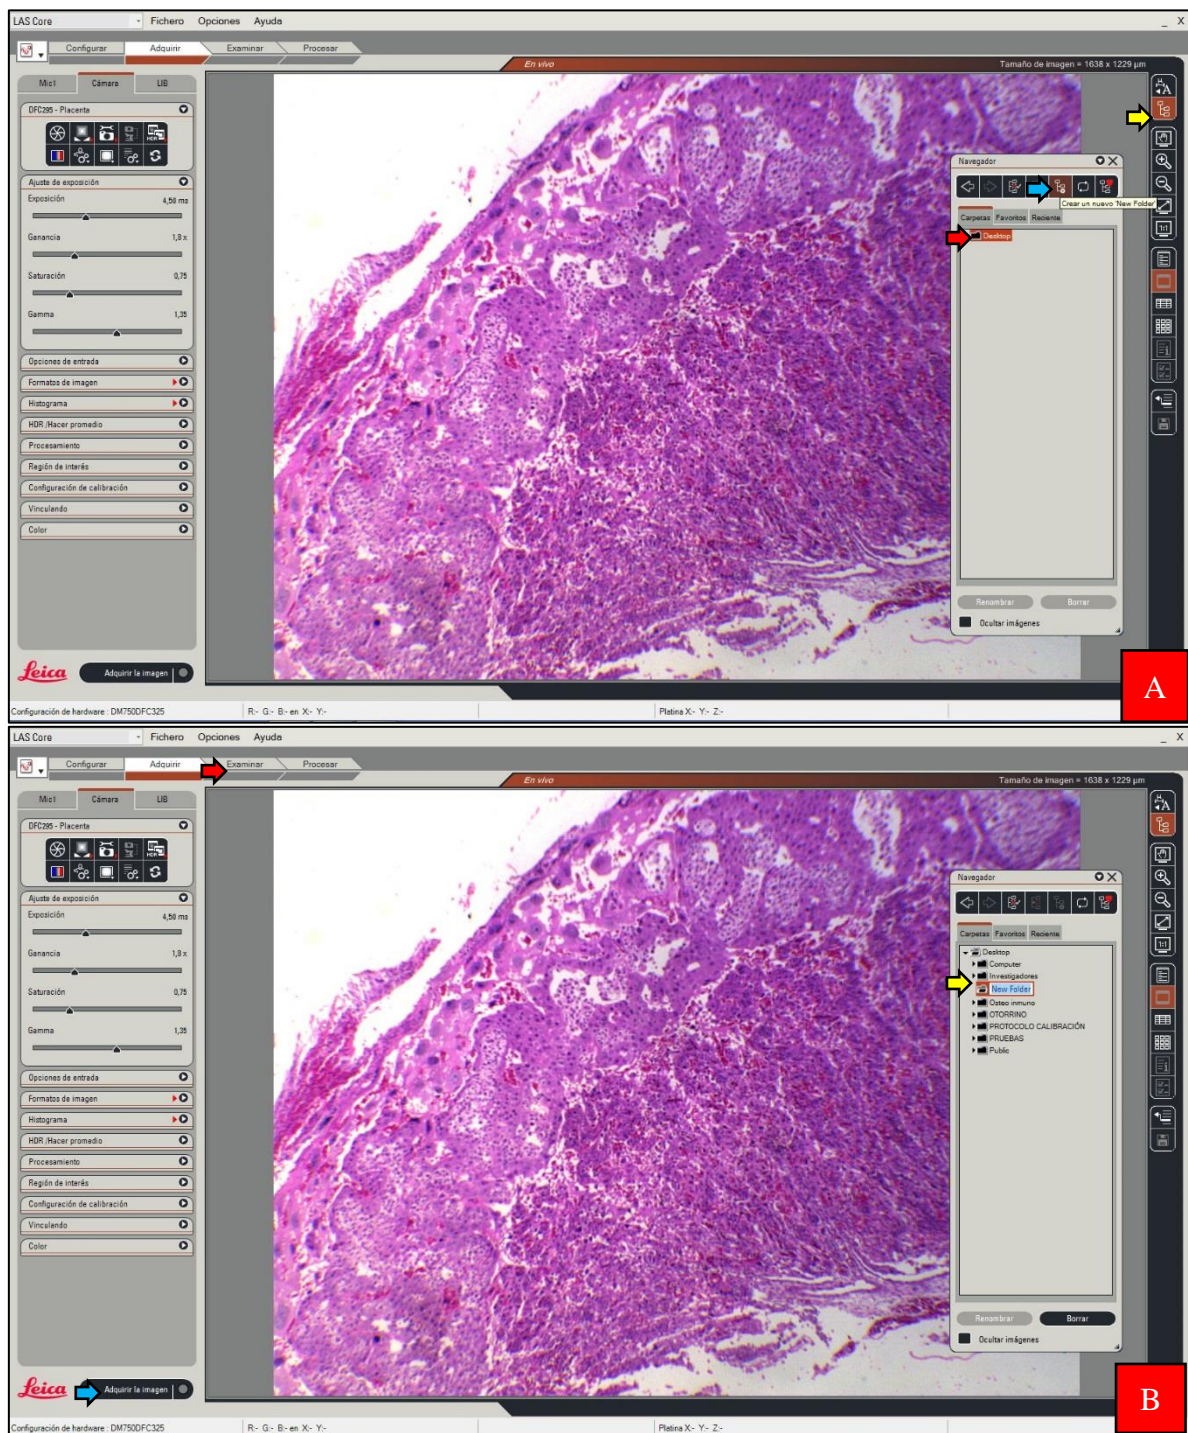 LAS Core Fichero Opciones Ayuda _ X
Configurar Adquirir Examinar Procesar
En vivo Tamaño de imagen = 1638 x 1229 µm
Mic1 Cámara LIB
DFC295 - Placenta
HDR
Ajuste de exposición
Exposición 4,50 ms
Ganancia 1,8 x
Saturación 0,75
Gamma 1,35
Opciones de entrada
Formatos de imagen
Histograma
HDR /Hacer promedio
Procesamiento
Región de interés
Configuración de calibración
Vinculando
Color
Navegador
Crear un nuevo 'New Folder'
Carpetas Favoritos Reciente
Desktop
Renombrar Borrar
Ocultar imágenes
1:1
Leica Adquirir la imagen
A
Configuración de hardware : DM750DFC325 R:- G:- B:- en X:- Y:- Platina X:- Y:- Z:-
LAS Core Fichero Opciones Ayuda _ X
Configurar Adquirir Examinar Procesar
En vivo Tamaño de imagen = 1638 x 1229 µm
Mic1 Cámara LIB
DFC295 - Placenta
HDR
Ajuste de exposición
Exposición 4,50 ms
Ganancia 1,8 x
Saturación 0,75
Gamma 1,35
Opciones de entrada
Formatos de imagen
Histograma
HDR /Hacer promedio
Procesamiento
Región de interés
Configuración de calibración
Vinculando
Color
Navegador
Carpetas Favoritos Reciente
Desktop
Computer
Investigadores
New Folder
Osteo inmuno
OTORRINO
PROTOCOLO CALIBRACIÓN
PRUEBAS
Public
Renombrar Borrar
Ocultar imágenes
1:1
Leica Adquirir la imagen
B
Configuración de hardware : DM750DFC325 R:- G:- B:- en X:- Y:- Platina X:- Y:- Z:-